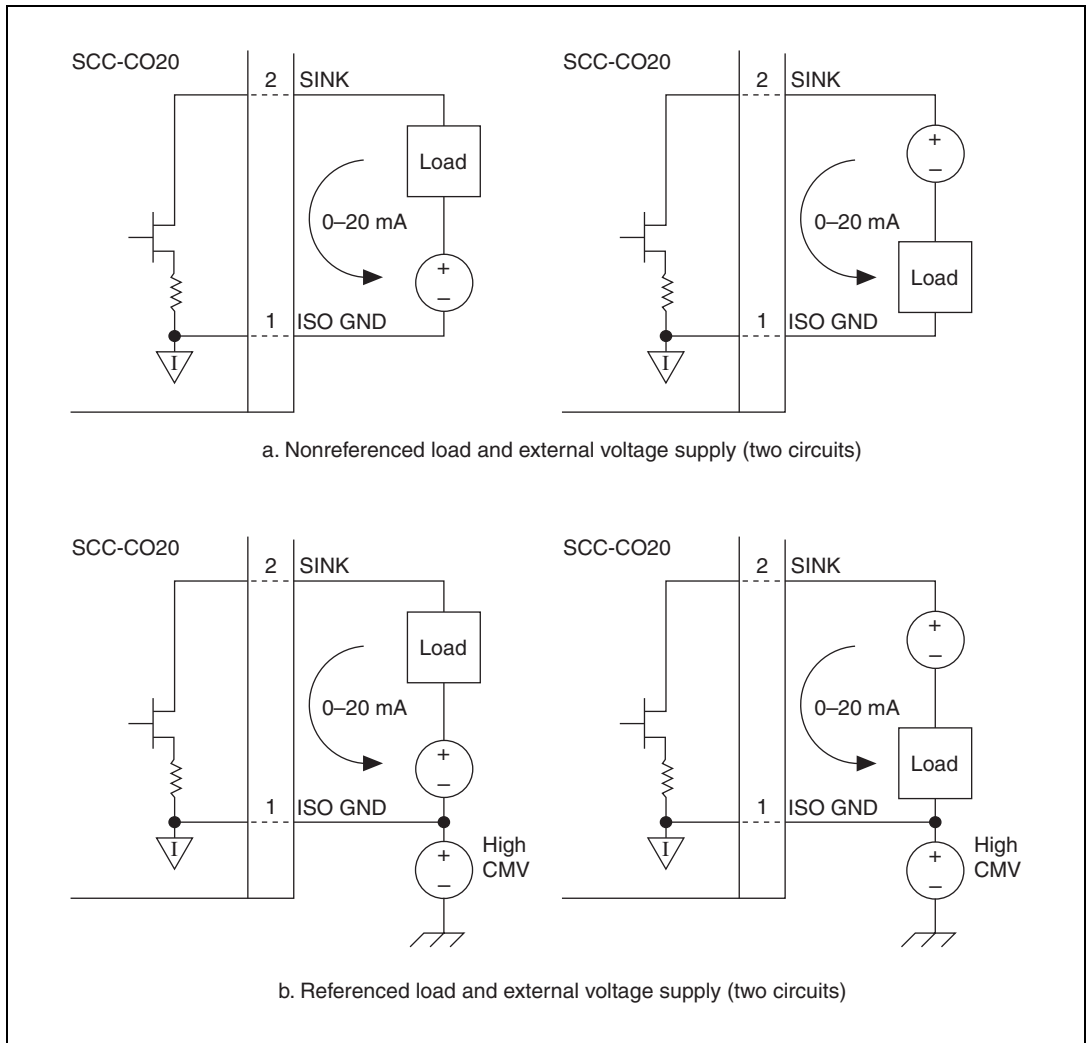 SCC-CO20
2 SINK
Load
0–20 mA
+
–
1 ISO GND
I
SCC-CO20
2 SINK
+
–
0–20 mA
Load
1 ISO GND
I
a. Nonreferenced load and external voltage supply (two circuits)
SCC-CO20
2 SINK
Load
0–20 mA
+
–
1 ISO GND
I
+
–
High
CMV
SCC-CO20
2 SINK
+
–
0–20 mA
Load
1 ISO GND
I
+
–
High
CMV
b. Referenced load and external voltage supply (two circuits)